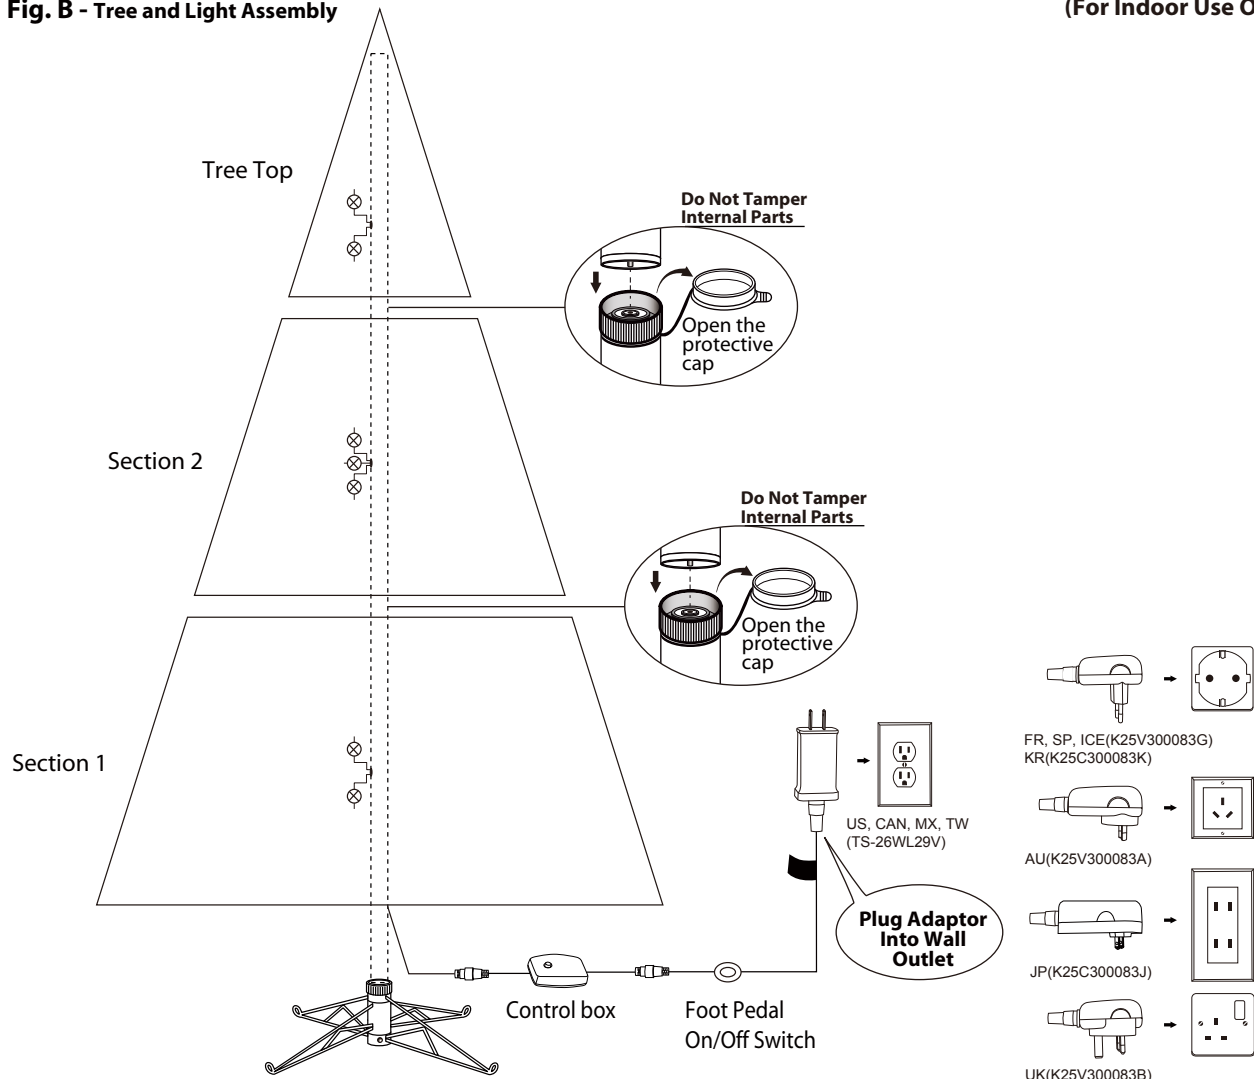 Fig. B - Tree and Light Assembly
(For Indoor Use O
Tree Top
Do Not Tamper
Internal Parts
Open the
protective
cap
Section 2
Do Not Tamper
Internal Parts
Open the
protective
cap
Section 1
US, CAN, MX, TW
(TS-26WL29V)
Plug Adaptor
Into Wall
Outlet
Control box
Foot Pedal
On/Off Switch
FR, SP, ICE(K25V300083G)
KR(K25C300083K)
AU(K25V300083A)
JP(K25C300083J)
UK(K25V300083B)